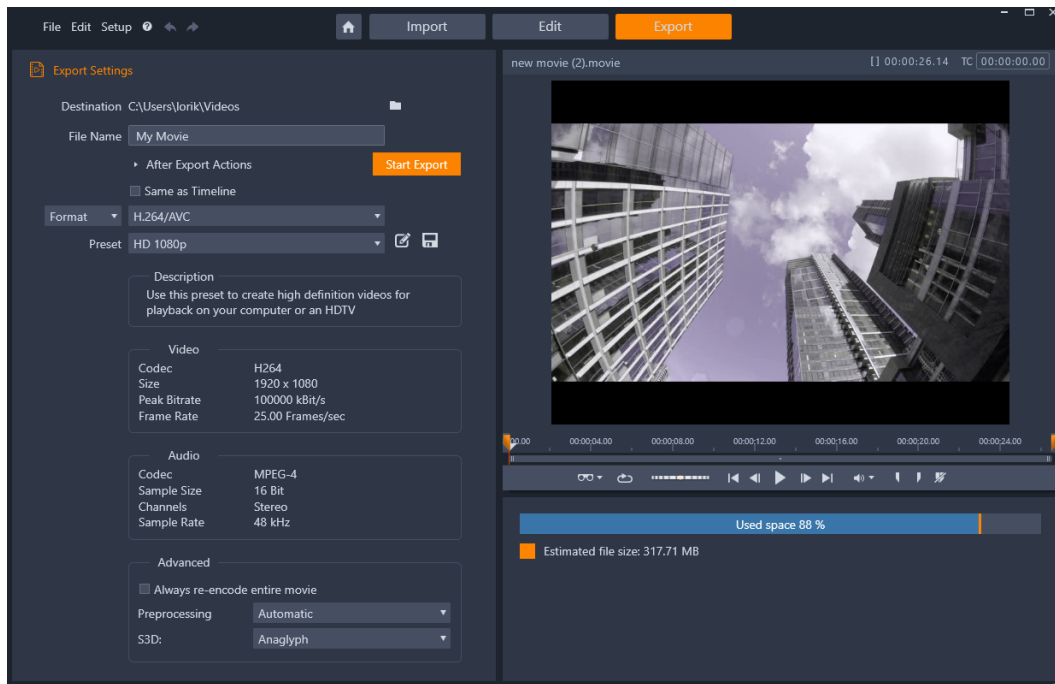 File Edit Setup ?
Import
Edit
Export
Export Settings
Destination C:\Users\lorik\Videos
File Name My Movie
After Export Actions
Start Export
Same as Timeline
Format H.264/AVC
Preset HD 1080p
Description
Use this preset to create high definition videos for
playback on your computer or an HDTV
Video
Codec H264
Size 1920 x 1080
Peak Bitrate 100000 kBit/s
Frame Rate 25.00 Frames/sec
Audio
Codec MPEG-4
Sample Size 16 Bit
Channels Stereo
Sample Rate 48 kHz
Advanced
Always re-encode entire movie
Preprocessing Automatic
S3D: Anaglyph
new movie (2).movie [ ] 00:00:26.14 TC 00:00:00.00
00.00 00:00;04.00 00:00;08.00 00:00;12.00 00:00;16.00 00:00;20.00 00:00;24.00
Used space 88 %
Estimated file size: 317.71 MB